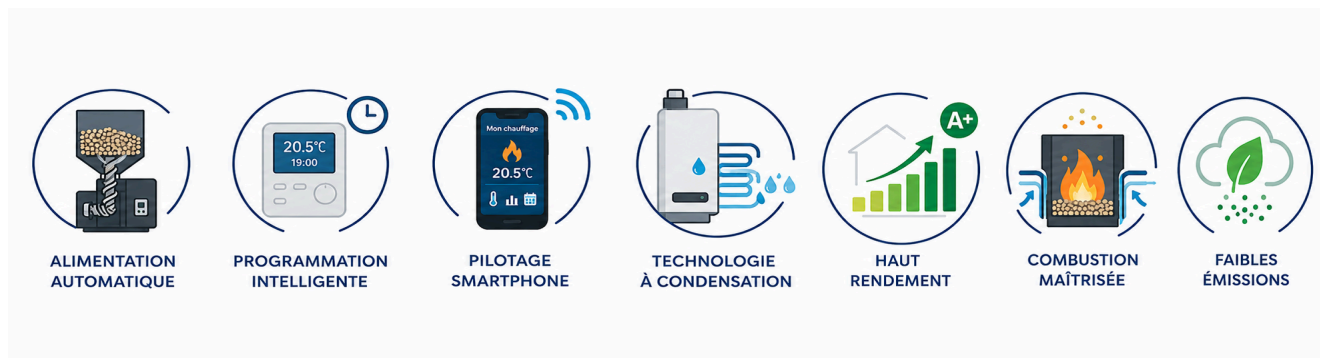 20.5°C
19:00
Mon chauffage
20.5°C
A+
ALIMENTATION
AUTOMATIQUE
PROGRAMMATION
INTELLIGENTE
PILOTAGE
SMARTPHONE
TECHNOLOGIE
À CONDENSATION
HAUT
RENDEMENT
COMBUSTION
MAÎTRISÉE
FAIBLES
ÉMISSIONS